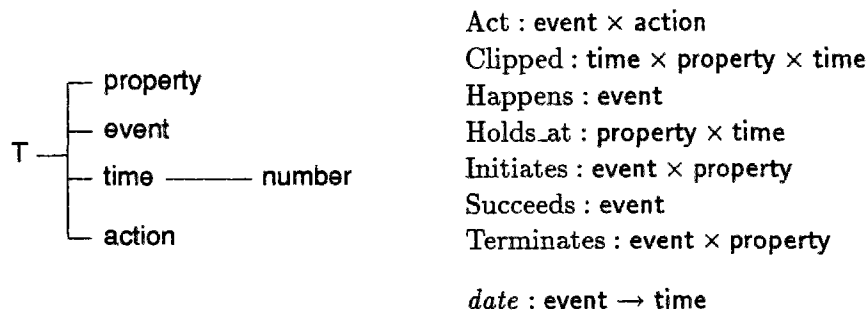 T
property
event
time
number
action
Act : event × action
Clipped : time × property × time
Happens : event
Holds_at : property × time
Initiates : event × property
Succeeds : event
Terminates : event × property
date : event → time